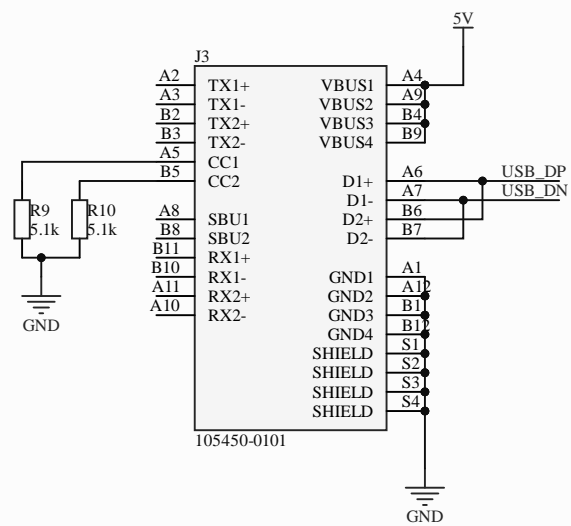 5V
J3
A2 TX1+ VBUS1 A4
A3 TX1- VBUS2 A9
B2 TX2+ VBUS3 B4
B3 TX2- VBUS4 B9
A5 CC1
B5 CC2 D1+ A6 USB_DP
D1- A7 USB_DN
R9 R10 A8 SBU1 D2+ B6
5.1k 5.1k B8 SBU2 D2- B7
B11 RX1+
B10 RX1- GND1 A1
A11 RX2+ GND2 A12
A10 RX2- GND3 B1
GND GND4 B12
SHIELD S1
SHIELD S2
SHIELD S3
SHIELD S4
105450-0101
GND